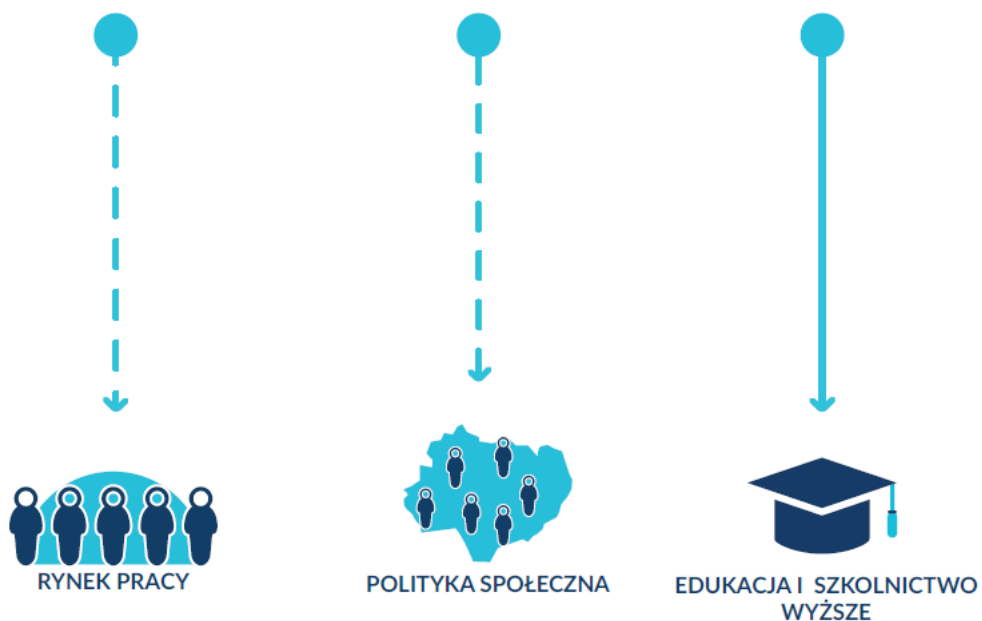 RYNEK PRACY
POLITYKA SPOŁECZNA
EDUKACJA I SZKOLNICTWO
WYŻSZE